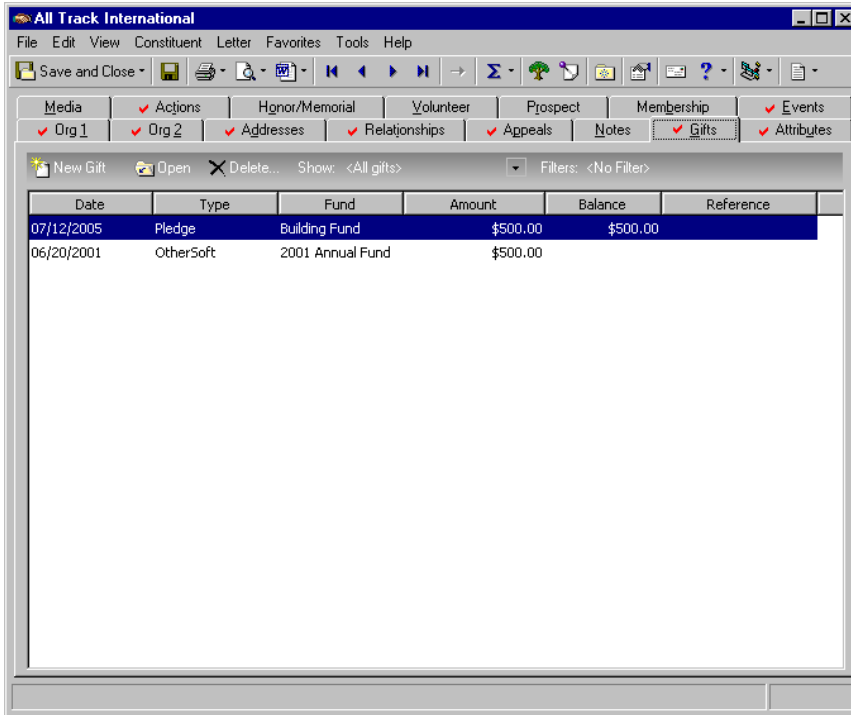 All Track International
File Edit View Constituent Letter Favorites Tools Help
Save and Close
Media Actions Honor/Memorial Volunteer Prospect Membership Events
Org 1 Org 2 Addresses Relationships Appeals Notes Gifts Attributes
New Gift Open Delete... Show: <All gifts> Filters: <No Filter>
Date Type Fund Amount Balance Reference
07/12/2005 Pledge Building Fund $500.00 $500.00
06/20/2001 OtherSoft 2001 Annual Fund $500.00